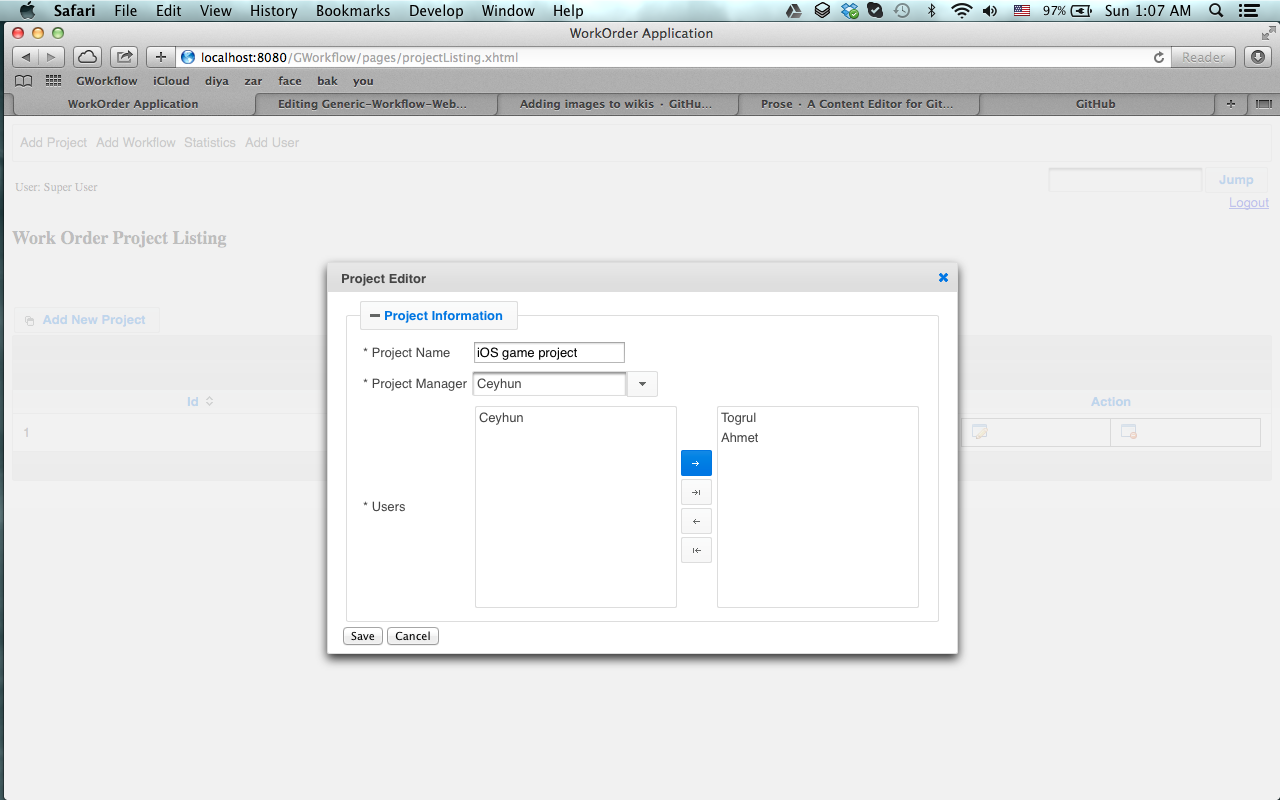 Safari File Edit View History Bookmarks Develop Window Help 97% Sun 1:07 AM
WorkOrder Application
localhost:8080/GWorkflow/pages/projectListing.xhtml Reader
GWorkflow iCloud diya zar face bak you
WorkOrder Application Editing Generic-Workflow-Web... Adding images to wikis · GitHu... Prose · A Content Editor for Git... GitHub
Add Project Add Workflow Statistics Add User
User: Super User
Jump
Logout
Work Order Project Listing
Project Editor
Add New Project
Project Information
* Project Name iOS game project
* Project Manager Ceyhun
Id
Action
Ceyhun
Togrul
Ahmet
1
* Users
Save Cancel